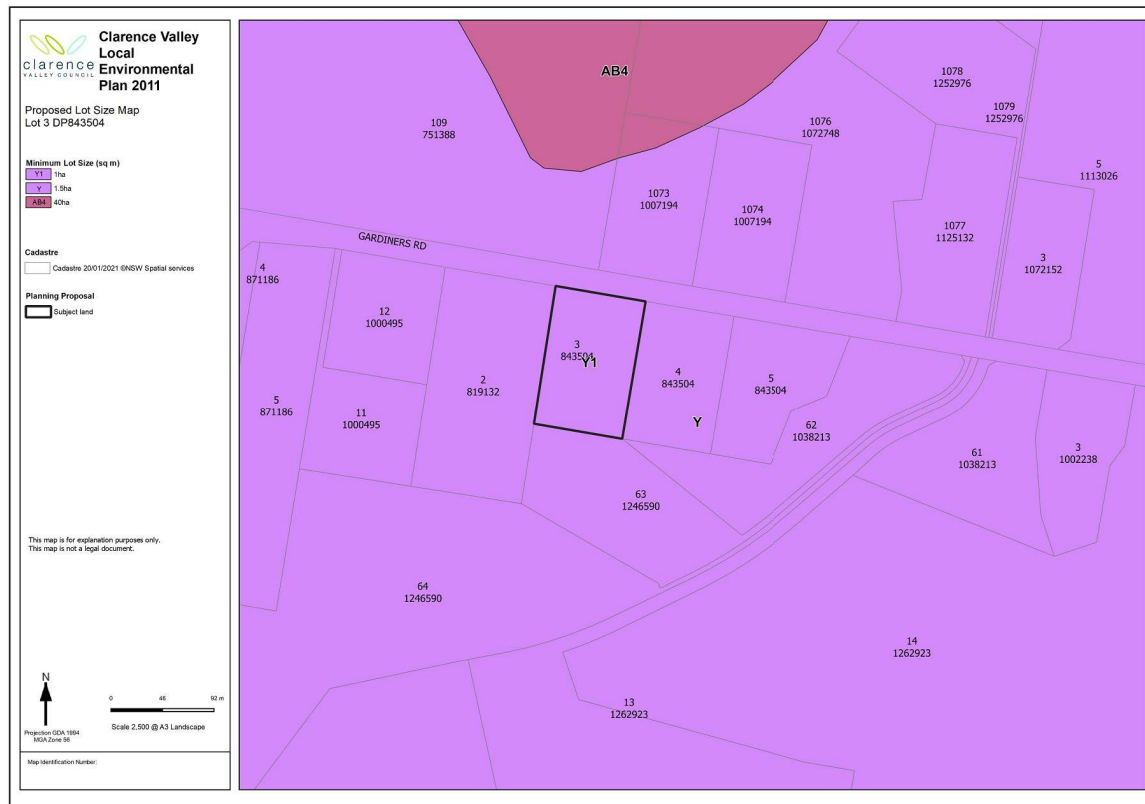 clarence
VALLEY COUNCIL
Clarence Valley
Local
Environmental
Plan 2011
Proposed Lot Size Map
Lot 3 DP843504
Minimum Lot Size (sq m)
Y1 1ha
Y 1.5ha
AB4 40ha
Cadastre
Cadastre 20/01/2021 ©NSW Spatial services
Planning Proposal
Subject land
This map is for explanation purposes only.
This map is not a legal document.
N
Projection GDA 1994
MGA Zone 56
0 46 92 m
Scale 2,500 @ A3 Landscape
Map Identification Number:
AB4
109
751388
1078
1252976
1079
1252976
1076
1072748
5
1113026
1073
1007194
1074
1007194
1077
1125132
3
1072152
GARDINERS RD
4
871186
12
1000495
3
843504
Y1
2
819132
4
843504
5
843504
5
871186
11
1000495
Y
62
1038213
61
1038213
3
1002238
63
1246590
64
1246590
14
1262923
13
1262923